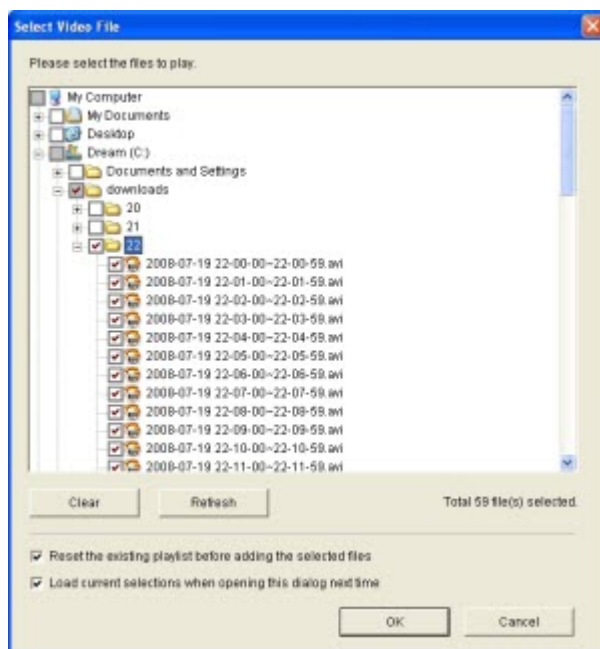 Select Video File
Please select the files to play.
My Computer
My Documents
Desktop
Dream (C:)
Documents and Settings
downloads
20
21
22
2008-07-19 22-00-00~22-00-59.avi
2008-07-19 22-01-00~22-01-59.avi
2008-07-19 22-02-00~22-02-59.avi
2008-07-19 22-03-00~22-03-59.avi
2008-07-19 22-04-00~22-04-59.avi
2008-07-19 22-05-00~22-05-59.avi
2008-07-19 22-06-00~22-06-59.avi
2008-07-19 22-07-00~22-07-59.avi
2008-07-19 22-08-00~22-08-59.avi
2008-07-19 22-09-00~22-09-59.avi
2008-07-19 22-10-00~22-10-59.avi
2008-07-19 22-11-00~22-11-59.avi
Clear
Refresh
Total 59 file(s) selected.
Reset the existing playlist before adding the selected files
Load current selections when opening this dialog next time
OK
Cancel